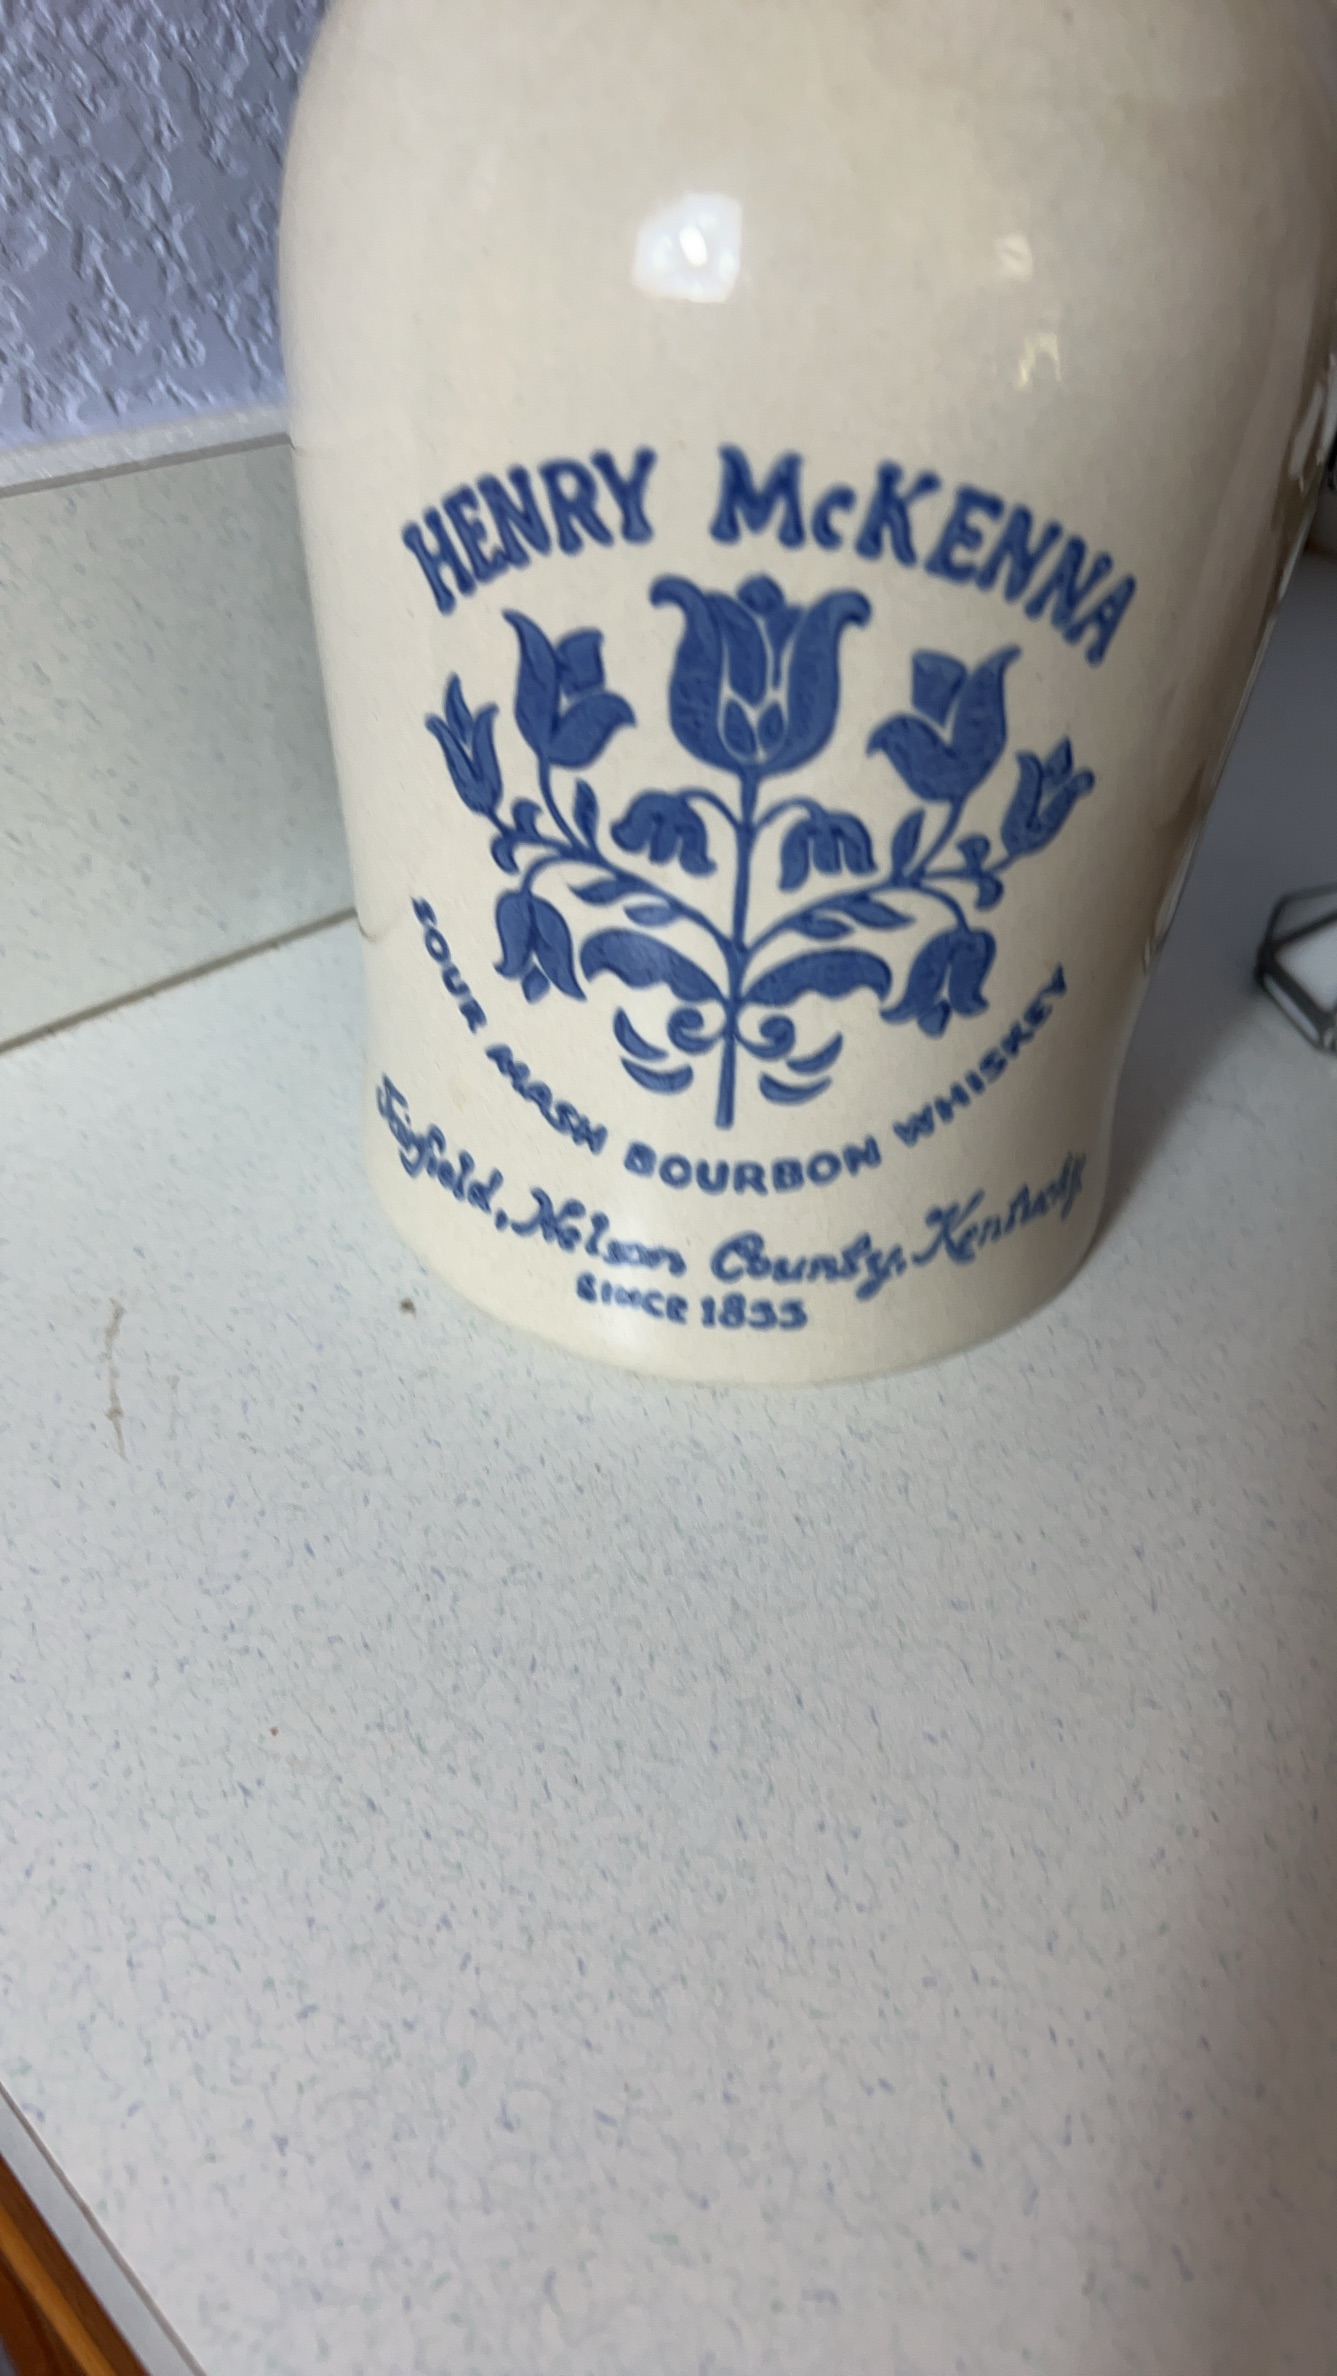 HENRY McKENNA
SOUR MASH BOURBON WHISKEY
Fairfield, Nelson County, Kentucky
SINCE 1855